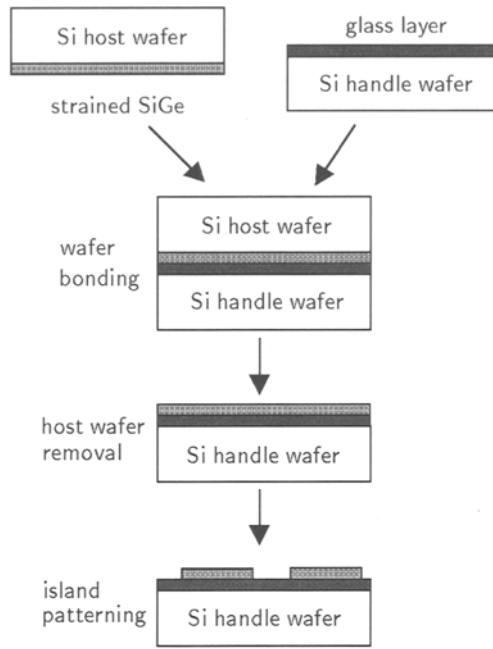 Si host wafer
strained SiGe
glass layer
Si handle wafer
wafer
bonding
Si host wafer
Si handle wafer
host wafer
removal
Si handle wafer
island
patterning
Si handle wafer